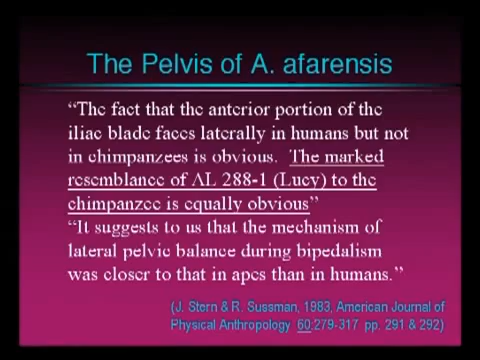 The Pelvis of A. afarensis
“The fact that the anterior portion of the
iliac blade faces laterally in humans but not
in chimpanzees is obvious.  The marked
resemblance of AL 288-1 (Lucy) to the
chimpanzee is equally obvious”
“It suggests to us that the mechanism of
lateral pelvic balance during bipedalism
was closer to that in apes than in humans.”
(J. Stern & R. Sussman, 1983, American Journal of
Physical Anthropology  60:279-317  pp. 291 & 292)